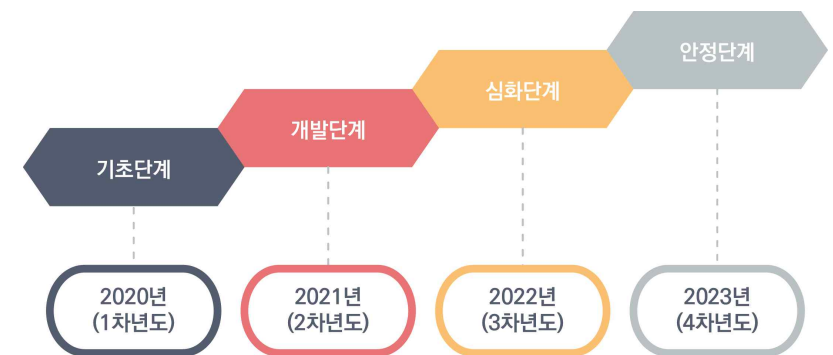 안정단계
심화단계
개발단계
기초단계
2020년
(1차년도)
2021년
(2차년도)
2022년
(3차년도)
2023년
(4차년도)